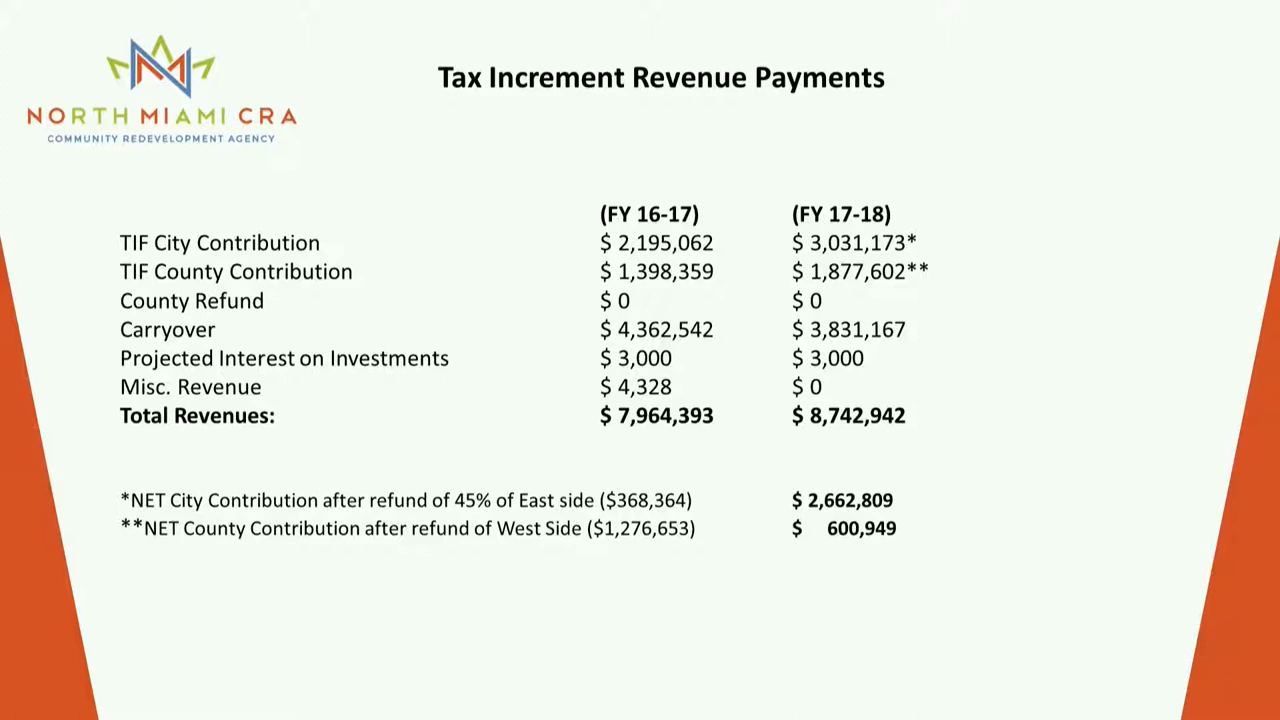 Tax Increment Revenue Payments
NORTH MIAMI CRA
COMMUNITY REDEVELOPMENT AGENCY
(FY 16-17) (FY 17-18)
TIF City Contribution $ 2,195,062 $ 3,031,173*
TIF County Contribution $ 1,398,359 $ 1,877,602**
County Refund $ 0 $ 0
Carryover $ 4,362,542 $ 3,831,167
Projected Interest on Investments $ 3,000 $ 3,000
Misc. Revenue $ 4,328 $ 0
Total Revenues: $ 7,964,393 $ 8,742,942
*NET City Contribution after refund of 45% of East side ($368,364) $ 2,662,809
**NET County Contribution after refund of West Side ($1,276,653) $ 600,949